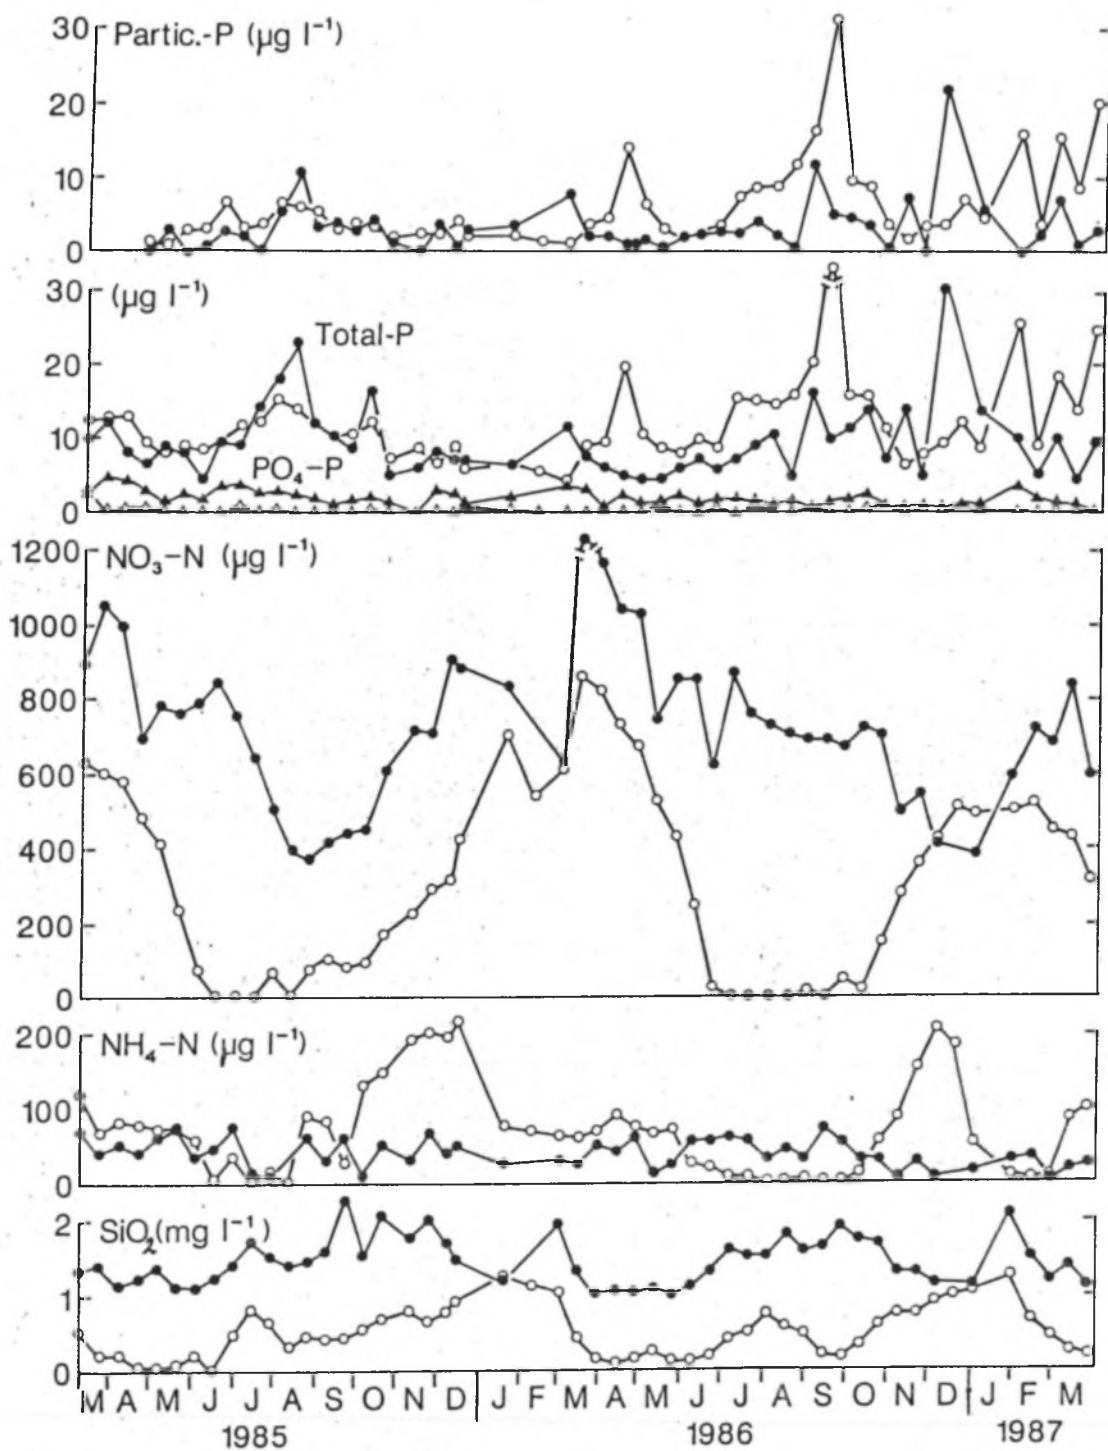 Partic.-P (µg l⁻¹)
30
20
10
0
(µg l⁻¹)
30
Total-P
20
10
PO₄–P
0
NO₃–N (µg l⁻¹)
1200
1000
800
600
400
200
0
NH₄–N (µg l⁻¹)
200
100
0
SiO₂(mg l⁻¹)
2
1
0
M A M J J A S O N D J F M A M J J A S O N D J F M
1985 1986 1987